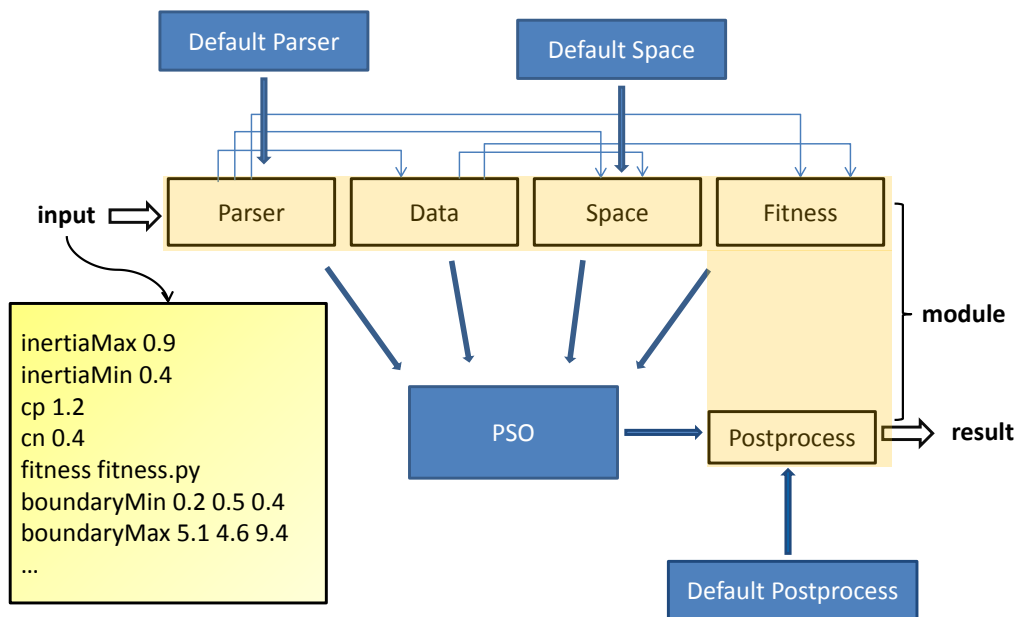 Default Parser
Default Space
input
Parser
Data
Space
Fitness
module
inertiaMax 0.9
inertiaMin 0.4
cp 1.2
cn 0.4
fitness fitness.py
boundaryMin 0.2 0.5 0.4
boundaryMax 5.1 4.6 9.4
...
PSO
Postprocess
result
Default Postprocess